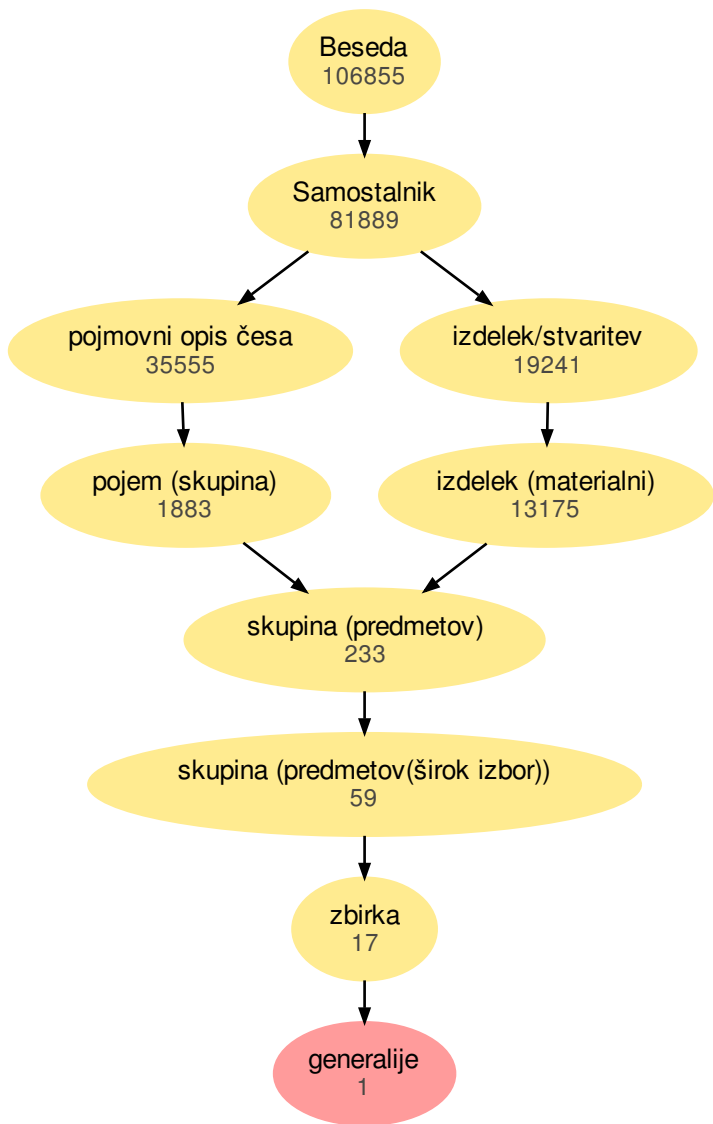 Beseda
106855
Samostalnik
81889
pojmovni opis česa
35555
izdelek/stvaritev
19241
pojem (skupina)
1883
izdelek (materialni)
13175
skupina (predmetov)
233
skupina (predmetov(širok izbor))
59
zbirka
17
generalije
1